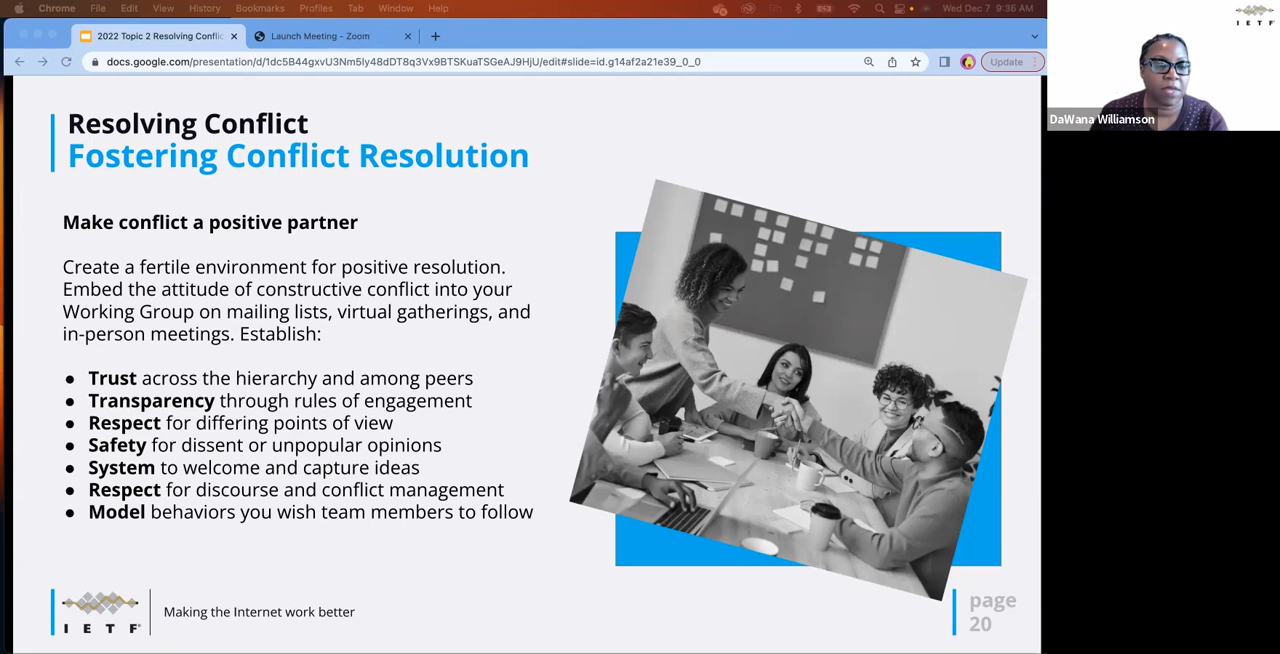 Chrome File Edit View History Bookmarks Profiles Tab Window Help Wed Dec 7 9:36 AM
2022 Topic 2 Resolving Conflic
Launch Meeting - Zoom
docs.google.com/presentation/d/1dc5B44gxvU3Nm5Iy48dDT8q3Vx9BTSKuaTSGeAJ9HjU/edit#slide=id.g14af2a21e39_0_0
Update
Resolving Conflict
Fostering Conflict Resolution
Make conflict a positive partner
Create a fertile environment for positive resolution.
Embed the attitude of constructive conflict into your
Working Group on mailing lists, virtual gatherings, and
in-person meetings. Establish:
● Trust across the hierarchy and among peers
● Transparency through rules of engagement
● Respect for differing points of view
● Safety for dissent or unpopular opinions
● System to welcome and capture ideas
● Respect for discourse and conflict management
● Model behaviors you wish team members to follow
I E T F®
Making the Internet work better
page
20
I E T F
DaWana Williamson